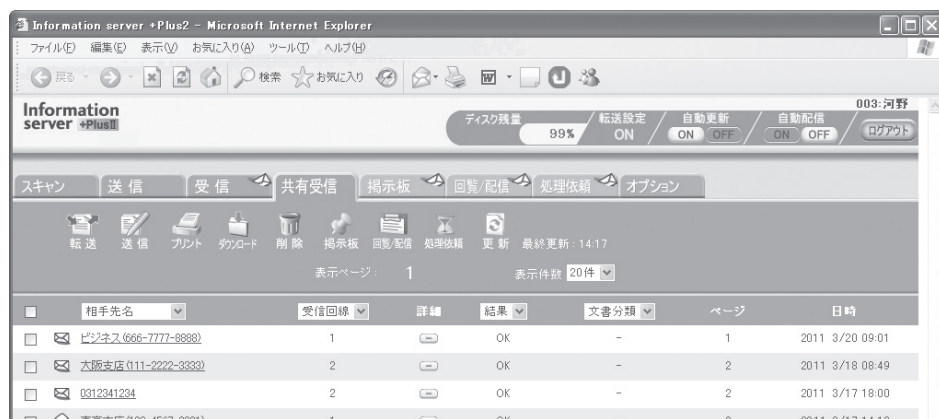 Information server +Plus2 - Microsoft Internet Explorer
ファイル(F) 編集(E) 表示(V) お気に入り(A) ツール(T) ヘルプ(H)
戻る 検索 お気に入り
003:河野
Information
server +PlusII
ディスク残量 99% 転送設定 ON 自動更新 ON OFF 自動配信 ON OFF ログアウト
スキャン 送信 受信 共有受信 掲示板 回覧/配信 処理依頼 オプション
転送 送信 プリント ダウンロード 削除 掲示板 回覧/配信 処理依頼 更新 最終更新:14:17
表示ページ: 1 表示件数 20件
相手先名 受信回線 詳細 結果 文書分類 ページ 日時
ビジネス(666-7777-8888) 1 OK - 1 2011 3/20 09:01
大阪支店(111-2222-3333) 2 OK - 2 2011 3/18 08:49
0312341234 2 OK - 2 2011 3/17 18:00